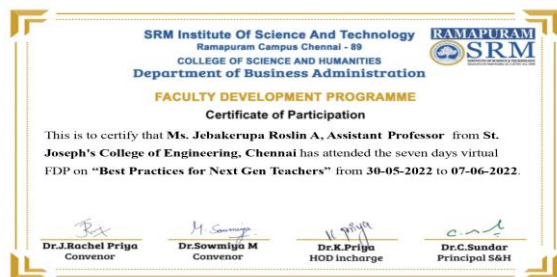 SRM Institute Of Science And Technology
Ramapuram Campus Chennai - 89
COLLEGE OF SCIENCE AND HUMANITIES
Department of Business Administration
RAMAPURAM
SRM
FACULTY DEVELOPMENT PROGRAMME
Certificate of Participation
This is to certify that Ms. Jebakerupa Roslin A, Assistant Professor from St.
Joseph's College of Engineering, Chennai has attended the seven days virtual
FDP on “Best Practices for Next Gen Teachers” from 30-05-2022 to 07-06-2022.
M. Sowmiya
K. Priya
Dr.J.Rachel Priya
Convenor
Dr.Sowmiya M
Convenor
Dr.K.Priya
HOD incharge
Dr.C.Sundar
Principal S&H